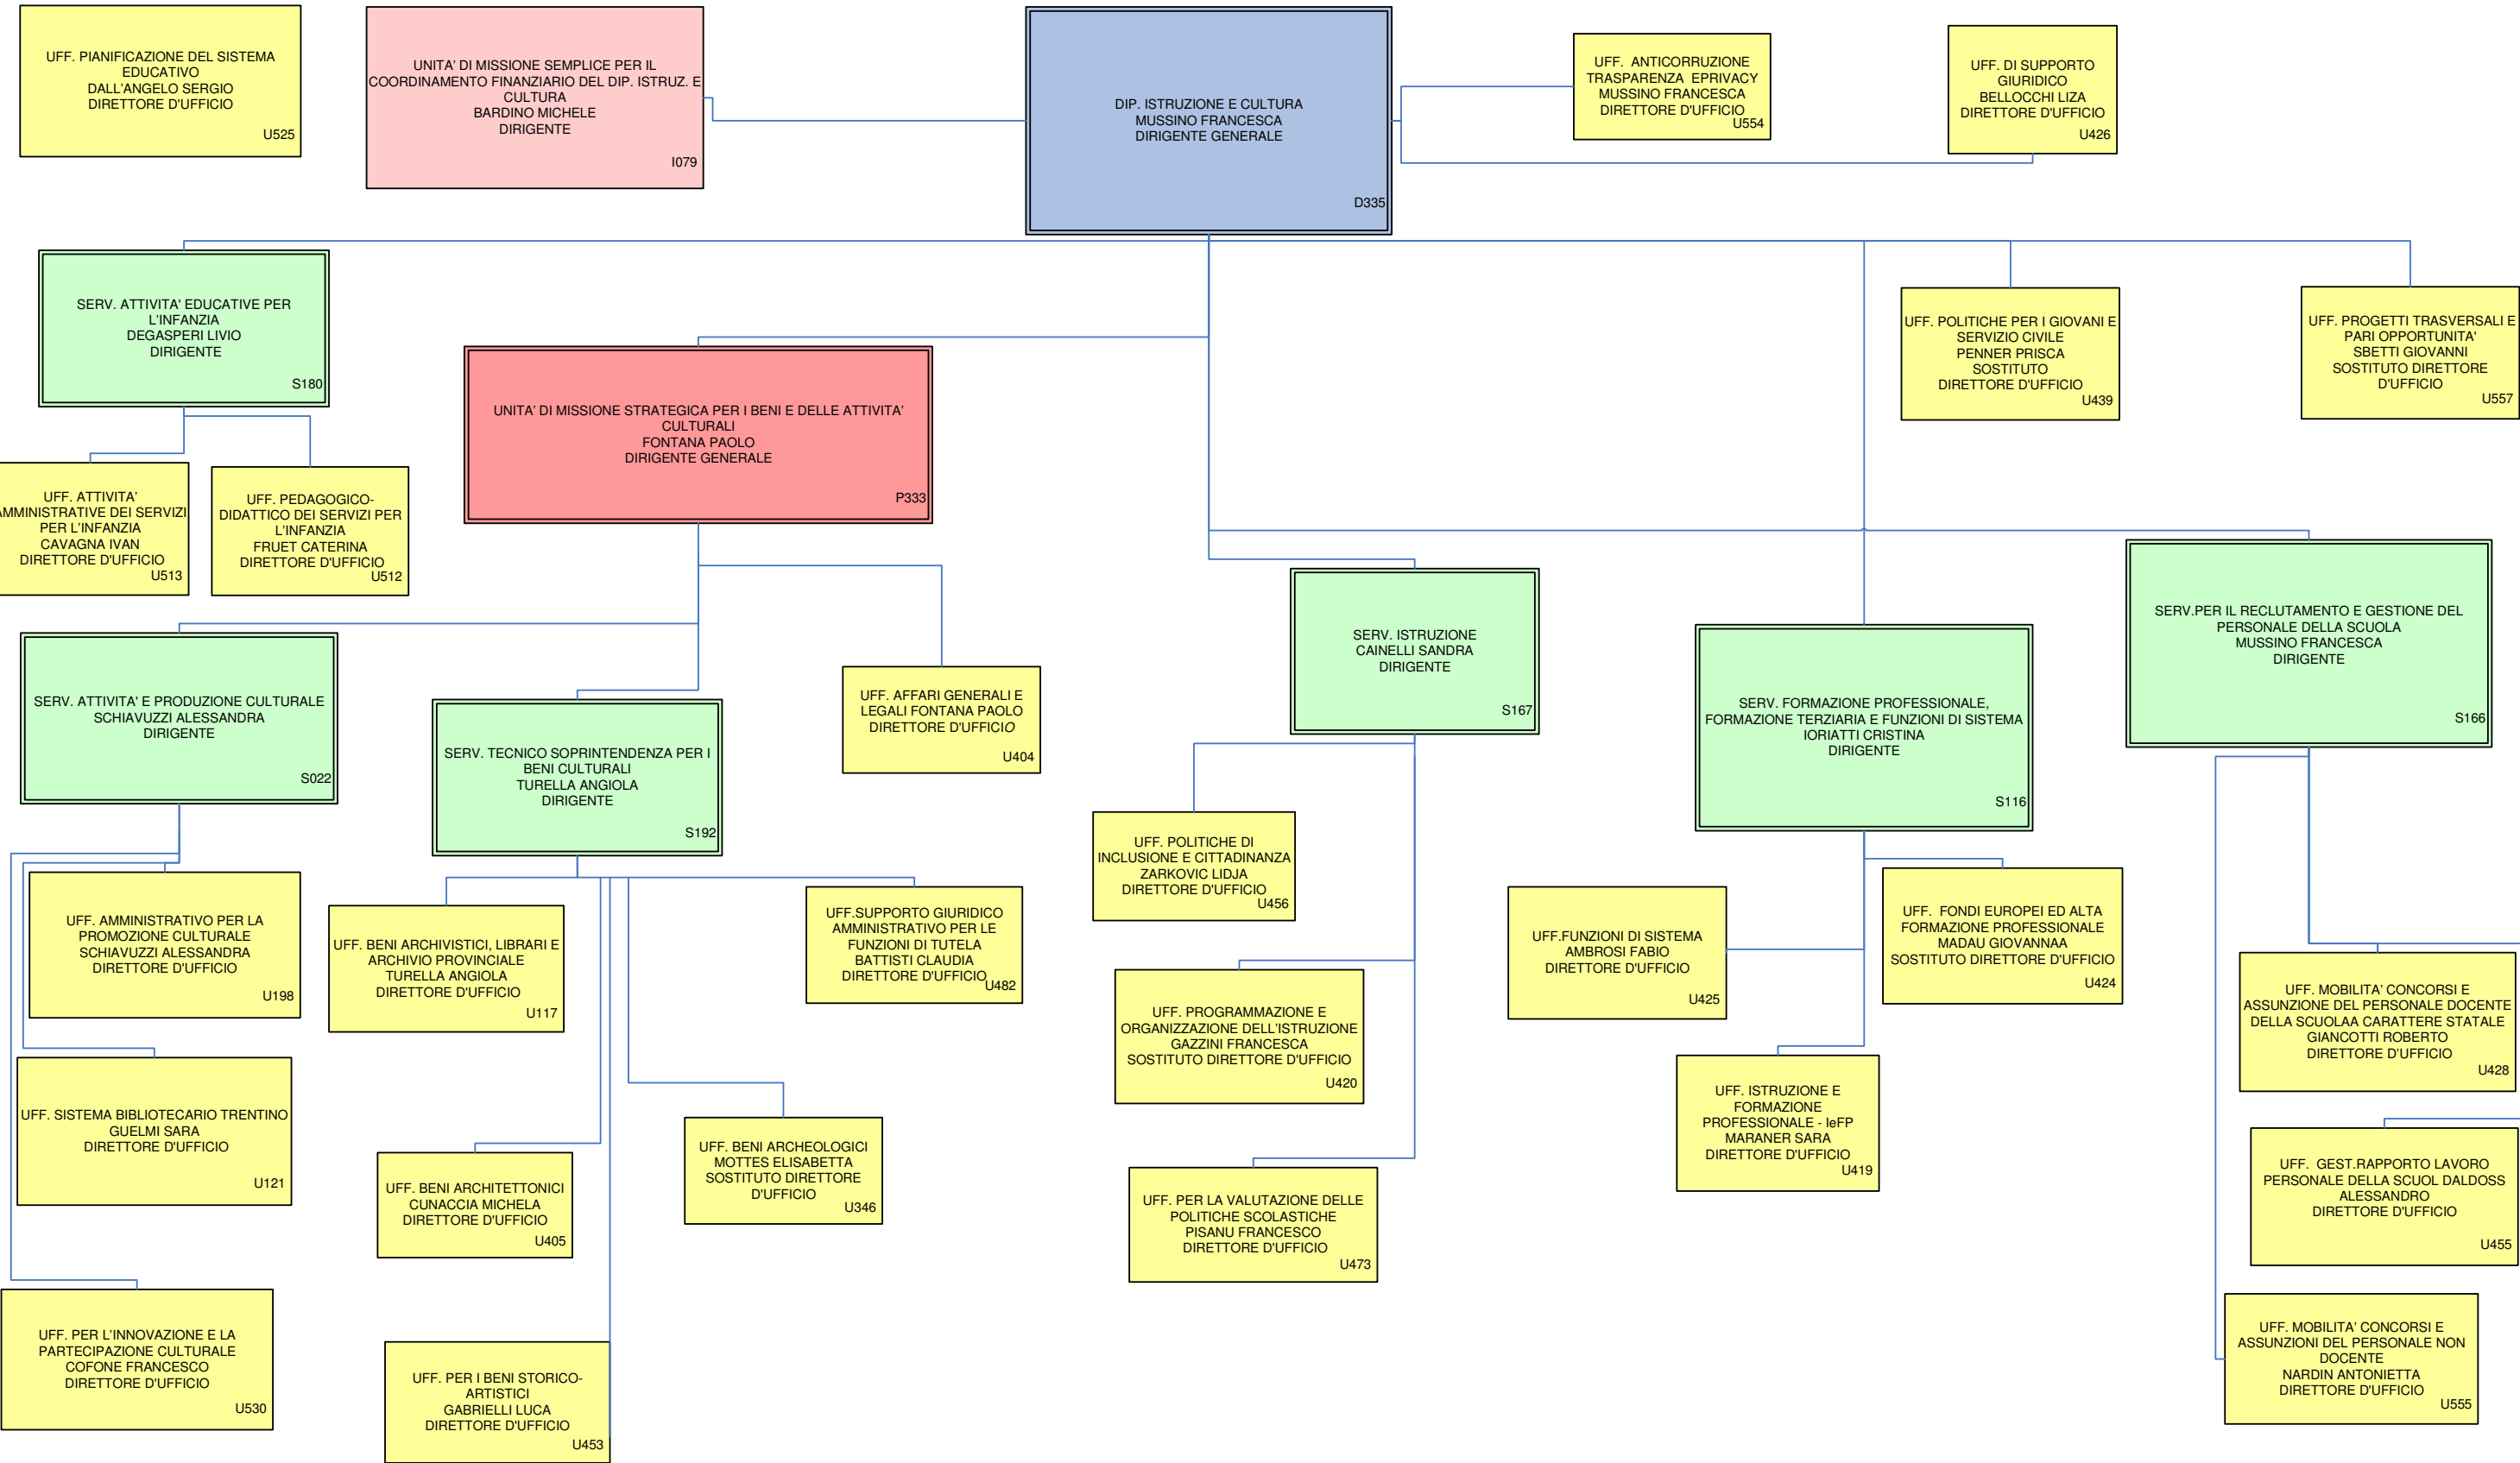 UFF. PIANIFICAZIONE DEL SISTEMA
EDUCATIVO
DALL'ANGELO SERGIO
DIRETTORE D'UFFICIO
U525
UNITA' DI MISSIONE SEMPLICE PER IL
COORDINAMENTO FINANZIARIO DEL DIP. ISTRUZ. E
CULTURA
BARDINO MICHELE
DIRIGENTE
I079
DIP. ISTRUZIONE E CULTURA
MUSSINO FRANCESCA
DIRIGENTE GENERALE
D335
UFF. ANTICORRUZIONE
TRASPARENZA EPRIVACY
MUSSINO FRANCESCA
DIRETTORE D'UFFICIO
U554
UFF. DI SUPPORTO
GIURIDICO
BELLOCCHI LIZA
DIRETTORE D'UFFICIO
U426
SERV. ATTIVITA' EDUCATIVE PER
L'INFANZIA
DEGASPERI LIVIO
DIRIGENTE
S180
UNITA' DI MISSIONE STRATEGICA PER I BENI E DELLE ATTIVITA'
CULTURALI
FONTANA PAOLO
DIRIGENTE GENERALE
P333
UFF. POLITICHE PER I GIOVANI E
SERVIZIO CIVILE
PENNER PRISCA
SOSTITUTO
DIRETTORE D'UFFICIO
U439
UFF. PROGETTI TRASVERSALI E
PARI OPPORTUNITA'
SBETTI GIOVANNI
SOSTITUTO DIRETTORE
D'UFFICIO
U557
UFF. ATTIVITA'
AMMINISTRATIVE DEI SERVIZI
PER L'INFANZIA
CAVAGNA IVAN
DIRETTORE D'UFFICIO
U513
UFF. PEDAGOGICO-
DIDATTICO DEI SERVIZI PER
L'INFANZIA
FRUET CATERINA
DIRETTORE D'UFFICIO
U512
SERV. ATTIVITA' E PRODUZIONE CULTURALE
SCHIAVUZZI ALESSANDRA
DIRIGENTE
S022
SERV. TECNICO SOPRINTENDENZA PER I
BENI CULTURALI
TURELLA ANGIOLA
DIRIGENTE
S192
UFF. AFFARI GENERALI E
LEGALI FONTANA PAOLO
DIRETTORE D'UFFICIO
U404
SERV. ISTRUZIONE
CAINELLI SANDRA
DIRIGENTE
S167
SERV. FORMAZIONE PROFESSIONALE,
FORMAZIONE TERZIARIA E FUNZIONI DI SISTEMA
IORIATTI CRISTINA
DIRIGENTE
S116
SERV.PER IL RECLUTAMENTO E GESTIONE DEL
PERSONALE DELLA SCUOLA
MUSSINO FRANCESCA
DIRIGENTE
S166
UFF. AMMINISTRATIVO PER LA
PROMOZIONE CULTURALE
SCHIAVUZZI ALESSANDRA
DIRETTORE D'UFFICIO
U198
UFF. BENI ARCHIVISTICI, LIBRARI E
ARCHIVIO PROVINCIALE
TURELLA ANGIOLA
DIRETTORE D'UFFICIO
U117
UFF.SUPPORTO GIURIDICO
AMMINISTRATIVO PER LE
FUNZIONI DI TUTELA
BATTISTI CLAUDIA
DIRETTORE D'UFFICIO
U482
UFF. POLITICHE DI
INCLUSIONE E CITTADINANZA
ZARKOVIC LIDJA
DIRETTORE D'UFFICIO
U456
UFF.FUNZIONI DI SISTEMA
AMBROSI FABIO
DIRETTORE D'UFFICIO
U425
UFF. FONDI EUROPEI ED ALTA
FORMAZIONE PROFESSIONALE
MADAU GIOVANNAA
SOSTITUTO DIRETTORE D'UFFICIO
U424
UFF. MOBILITA' CONCORSI E
ASSUNZIONE DEL PERSONALE DOCENTE
DELLA SCUOLAA CARATTERE STATALE
GIANCOTTI ROBERTO
DIRETTORE D'UFFICIO
U428
UFF. PROGRAMMAZIONE E
ORGANIZZAZIONE DELL'ISTRUZIONE
GAZZINI FRANCESCA
SOSTITUTO DIRETTORE D'UFFICIO
U420
UFF. SISTEMA BIBLIOTECARIO TRENTINO
GUELMI SARA
DIRETTORE D'UFFICIO
U121
UFF. BENI ARCHITETTONICI
CUNACCIA MICHELA
DIRETTORE D'UFFICIO
U405
UFF. BENI ARCHEOLOGICI
MOTTES ELISABETTA
SOSTITUTO DIRETTORE
D'UFFICIO
U346
UFF. PER LA VALUTAZIONE DELLE
POLITICHE SCOLASTICHE
PISANU FRANCESCO
DIRETTORE D'UFFICIO
U473
UFF. ISTRUZIONE E
FORMAZIONE
PROFESSIONALE - IeFP
MARANER SARA
DIRETTORE D'UFFICIO
U419
UFF. GEST.RAPPORTO LAVORO
PERSONALE DELLA SCUOL DALDOSS
ALESSANDRO
DIRETTORE D'UFFICIO
U455
UFF. PER L'INNOVAZIONE E LA
PARTECIPAZIONE CULTURALE
COFONE FRANCESCO
DIRETTORE D'UFFICIO
U530
UFF. PER I BENI STORICO-
ARTISTICI
GABRIELLI LUCA
DIRETTORE D'UFFICIO
U453
UFF. MOBILITA' CONCORSI E
ASSUNZIONI DEL PERSONALE NON
DOCENTE
NARDIN ANTONIETTA
DIRETTORE D'UFFICIO
U555